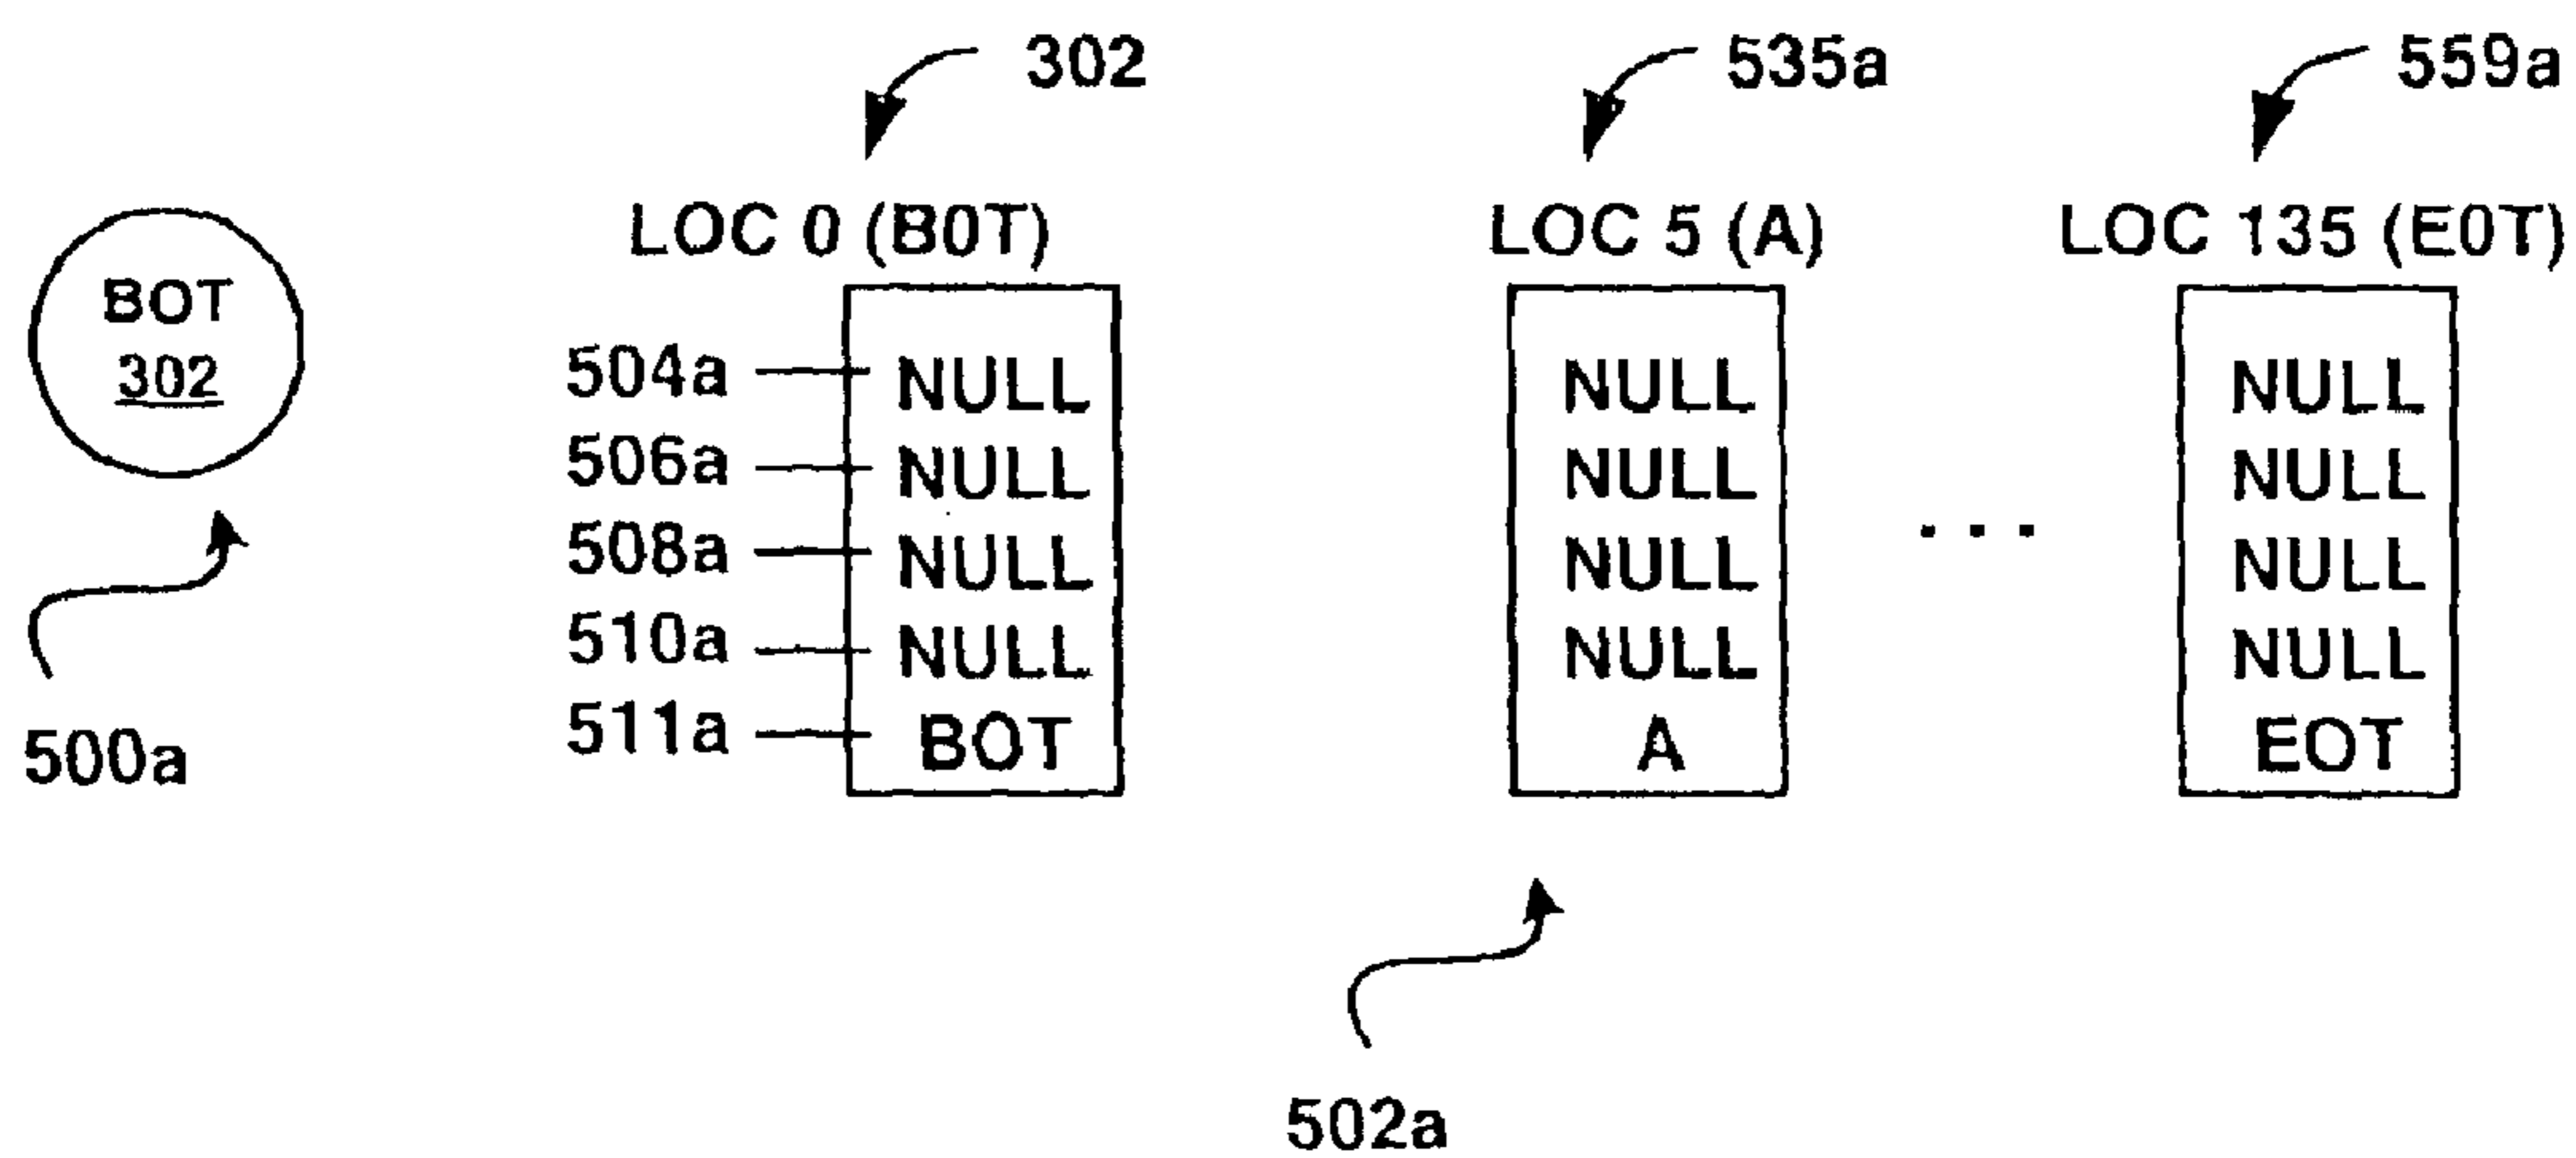 302 535a 559a
LOC 0 (B0T) LOC 5 (A) LOC 135 (E0T)
BOT
302
504a NULL NULL NULL
506a NULL NULL NULL
508a NULL NULL NULL
510a NULL NULL NULL
511a BOT A EOT
500a
...
502a